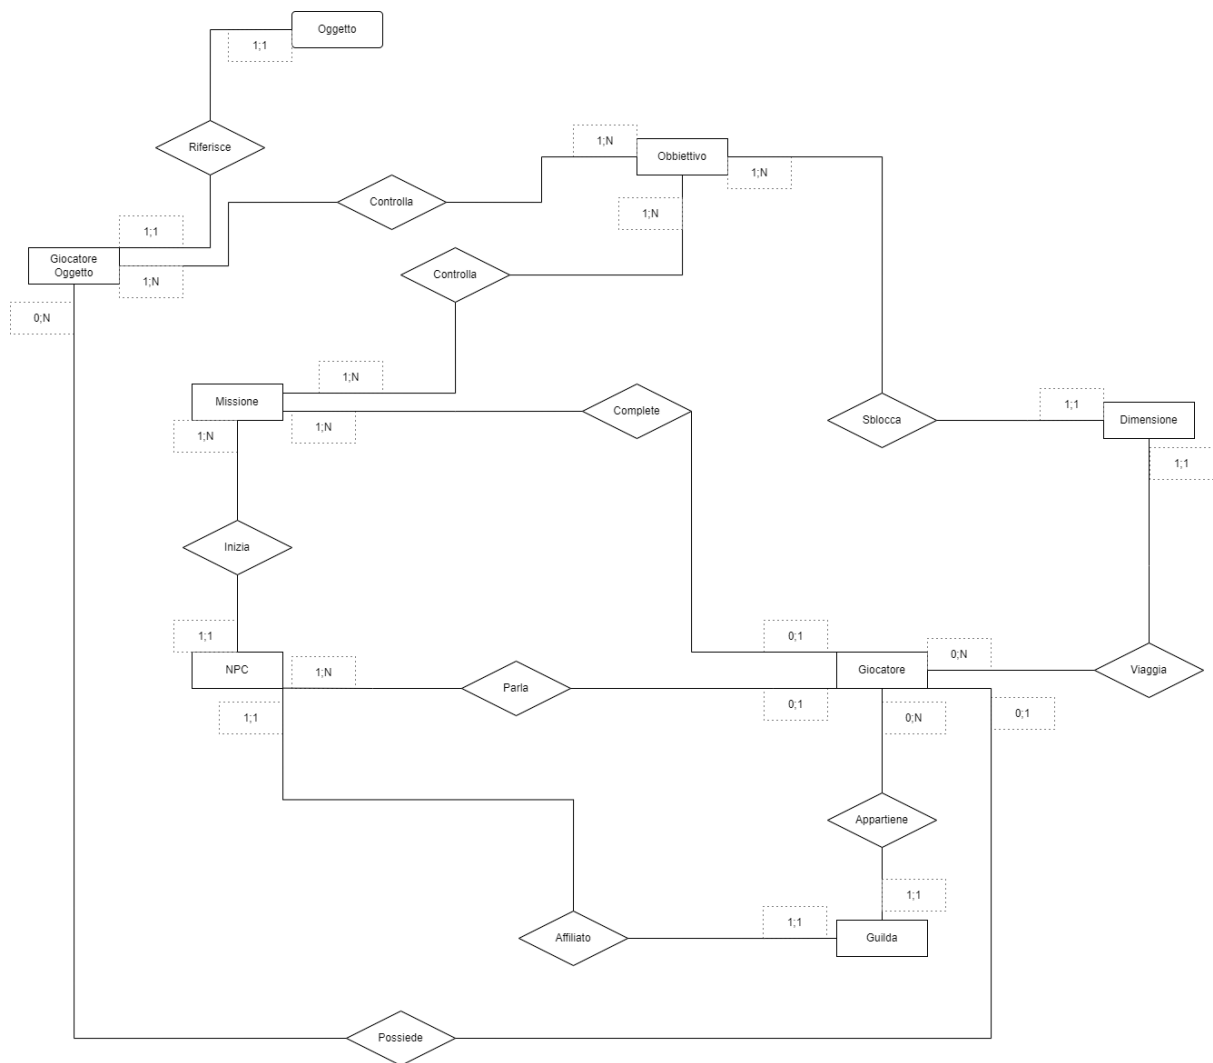 Oggetto
1;1
Riferisce
1;N
Obbiettivo
1;N
Controlla
1;N
1;1
Giocatore
Oggetto
1;N
Controlla
0;N
1;N
Missione
1;N
1;N
Complete
Sblocca
1;1
Dimensione
1;1
Inizia
1;1
NPC
1;N
Parla
0;1
Giocatore
0;N
Viaggia
1;1
0;1
0;N
0;1
Appartiene
1;1
Affiliato
1;1
Guilda
Possiede